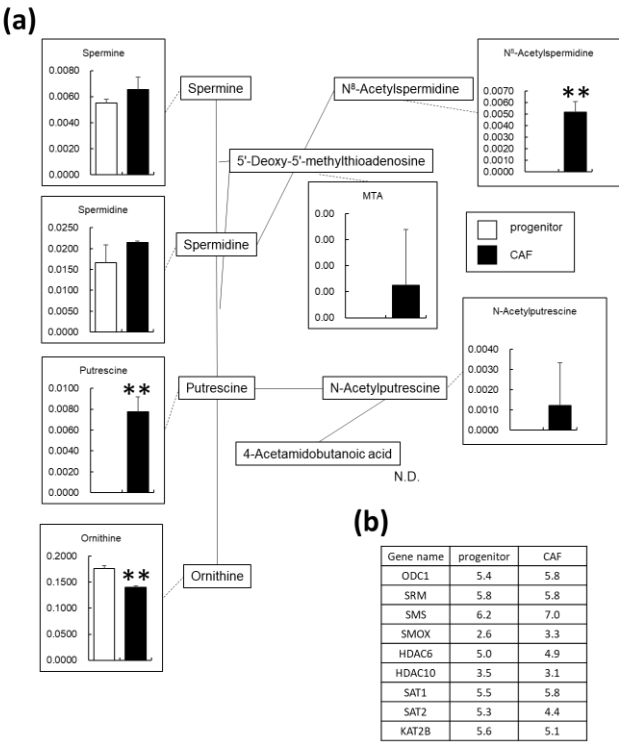 (a)
Spermine
0.0080
0.0060
0.0040
0.0020
0.0000
Spermine
N⁸-Acetylspermidine
N⁸-Acetylspermidine
0.0070
0.0060
0.0050
0.0040
0.0030
0.0020
0.0010
0.0000
**
5'-Deoxy-5'-methylthioadenosine
MTA
0.00
0.00
0.00
0.00
0.00
progenitor
CAF
Spermidine
0.0250
0.0200
0.0150
0.0100
0.0050
0.0000
Spermidine
N-Acetylputrescine
0.0040
0.0030
0.0020
0.0010
0.0000
Putrescine
0.0100
0.0080
0.0060
0.0040
0.0020
0.0000
**
Putrescine
N-Acetylputrescine
4-Acetamidobutanoic acid
N.D.
Ornithine
0.2000
0.1500
0.1000
0.0500
0.0000
**
Ornithine
(b)
Gene name progenitor CAF
ODC1 5.4 5.8
SRM 5.8 5.8
SMS 6.2 7.0
SMOX 2.6 3.3
HDAC6 5.0 4.9
HDAC10 3.5 3.1
SAT1 5.5 5.8
SAT2 5.3 4.4
KAT2B 5.6 5.1